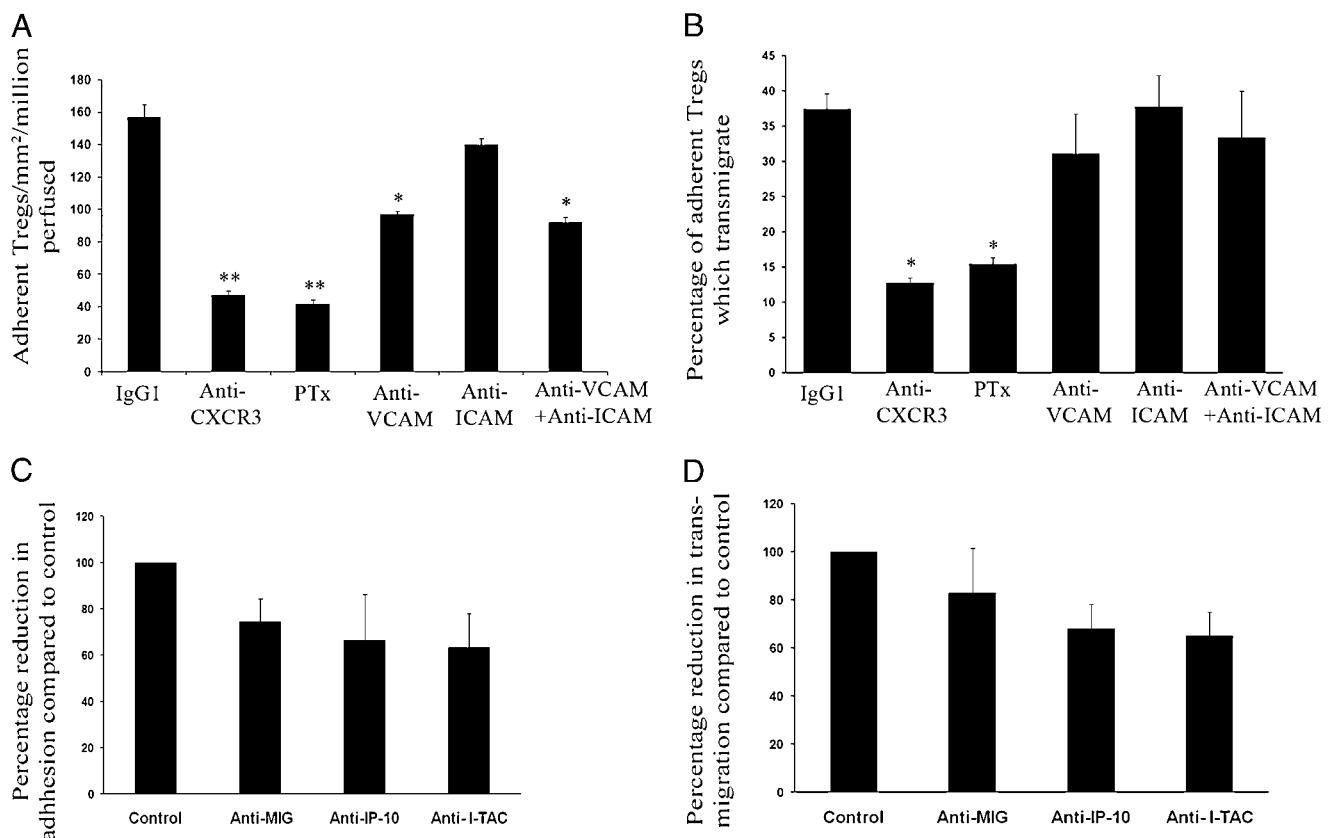 A
Adherent Tregs/mm²/million
perfused
180
160
140
120
100
80
60
40
20
0
**
**
*
*
IgG1
Anti-
CXCR3
PTx
Anti-
VCAM
Anti-
ICAM
Anti-VCAM
+Anti-ICAM
B
Percentage of adherent Tregs
which transmigrate
45
40
35
30
25
20
15
10
5
0
*
*
IgG1
Anti-
CXCR3
PTx
Anti-
VCAM
Anti-
ICAM
Anti-VCAM
+Anti-ICAM
C
Percentage reduction in
adhhesion compared to control
120
100
80
60
40
20
0
Control
Anti-MIG
Anti-IP-10
Anti- I-TAC
D
Percentage reduction in trans-
migration compared to control
120
100
80
60
40
20
0
Control
Anti-MIG
Anti-IP-10
Anti- I-TAC